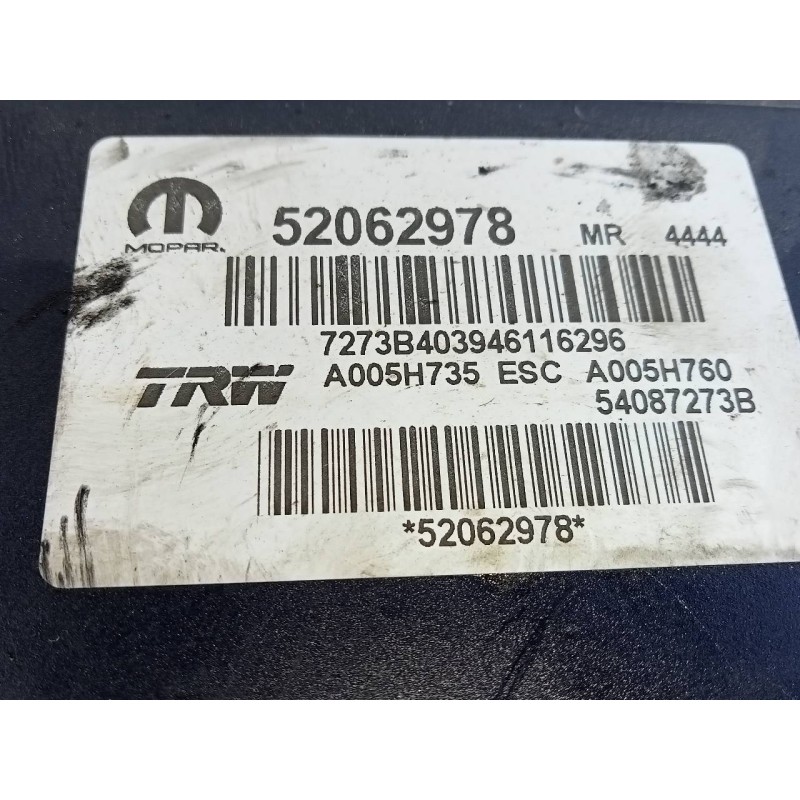 MOPAR. 52062978 MR 4444
7273B403946116296
TRW A005H735 ESC A005H760
54087273B
*52062978*